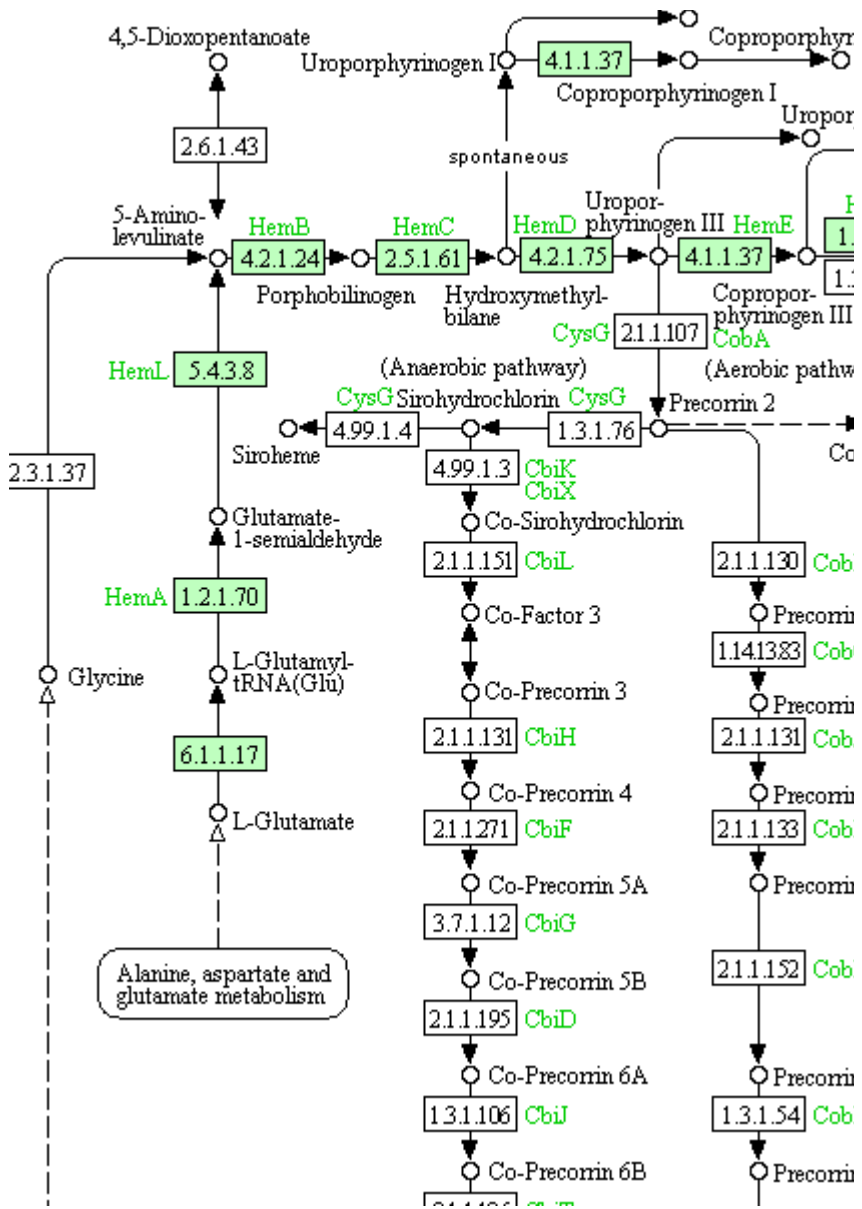 4,5-Dioxopentanoate
Uroporphyrinogen I
4.1.1.37
Coproporphyrinogen I
2.6.1.43
spontaneous
5-Amino-
levulinate
HemB
4.2.1.24
Porphobilinogen
HemC
2.5.1.61
Hydroxymethyl-
bilane
HemD
4.2.1.75
Uropor-
phyrinogen III
HemE
4.1.1.37
Copropor-
phyrinogen III
CysG
2.1.1.107
CobA
HemL
5.4.3.8
(Anaerobic pathway)
(Aerobic
CysG
Sirohydrochlorin
CysG
Precorrin 2
4.99.1.4
1.3.1.76
Siroheme
2.3.1.37
4.99.1.3
CbiK
CbiX
Glutamate-
1-semialdehyde
Co-Sirohydrochlorin
2.1.1.151
CbiL
2.1.1.130
HemA
1.2.1.70
Co-Factor 3
1.14.13.83
Glycine
L-Glutamyl-
tRNA(Glu)
Co-Precorrin 3
2.1.1.131
CbiH
2.1.1.131
6.1.1.17
Co-Precorrin 4
L-Glutamate
2.1.1.271
CbiF
2.1.1.133
Co-Precorrin 5A
3.7.1.12
CbiG
Alanine, aspartate and
glutamate metabolism
Co-Precorrin 5B
2.1.1.152
2.1.1.195
CbiD
Co-Precorrin 6A
1.3.1.106
CbiJ
1.3.1.54
Co-Precorrin 6B